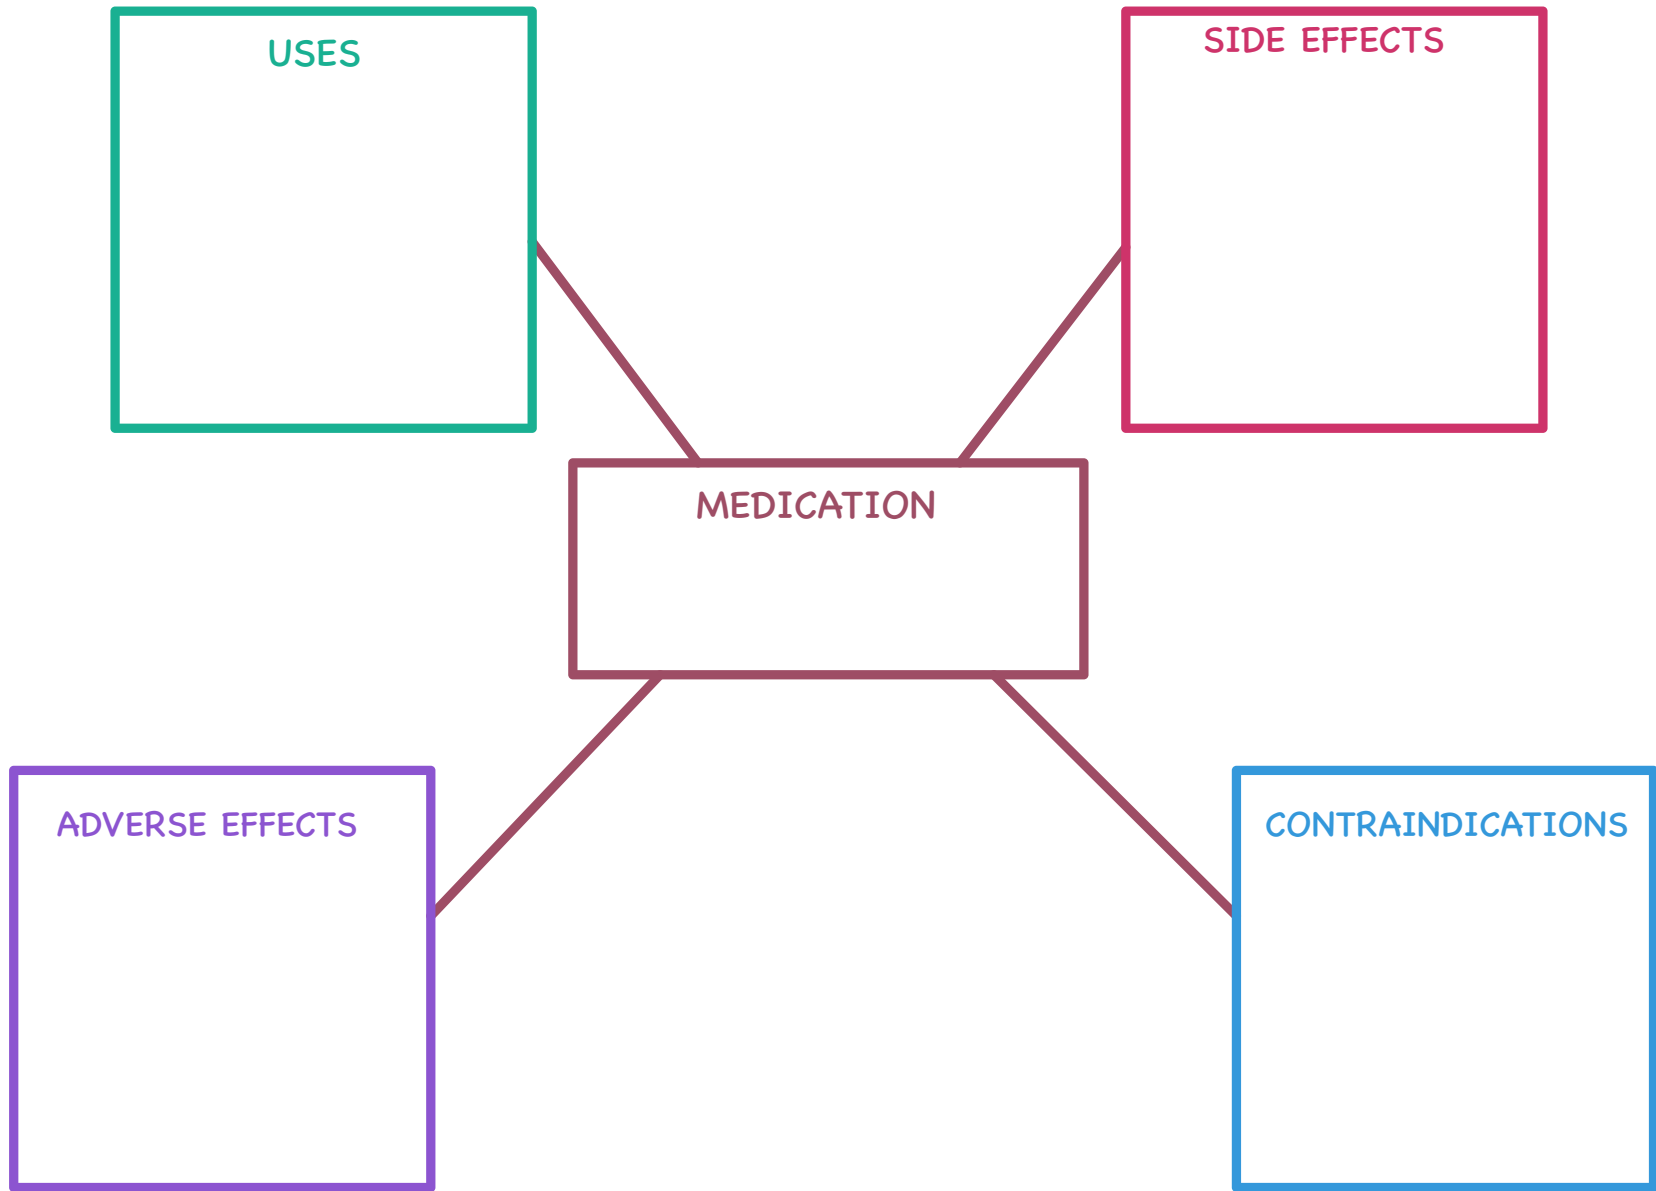 USES
SIDE EFFECTS
MEDICATION
ADVERSE EFFECTS
CONTRAINDICATIONS